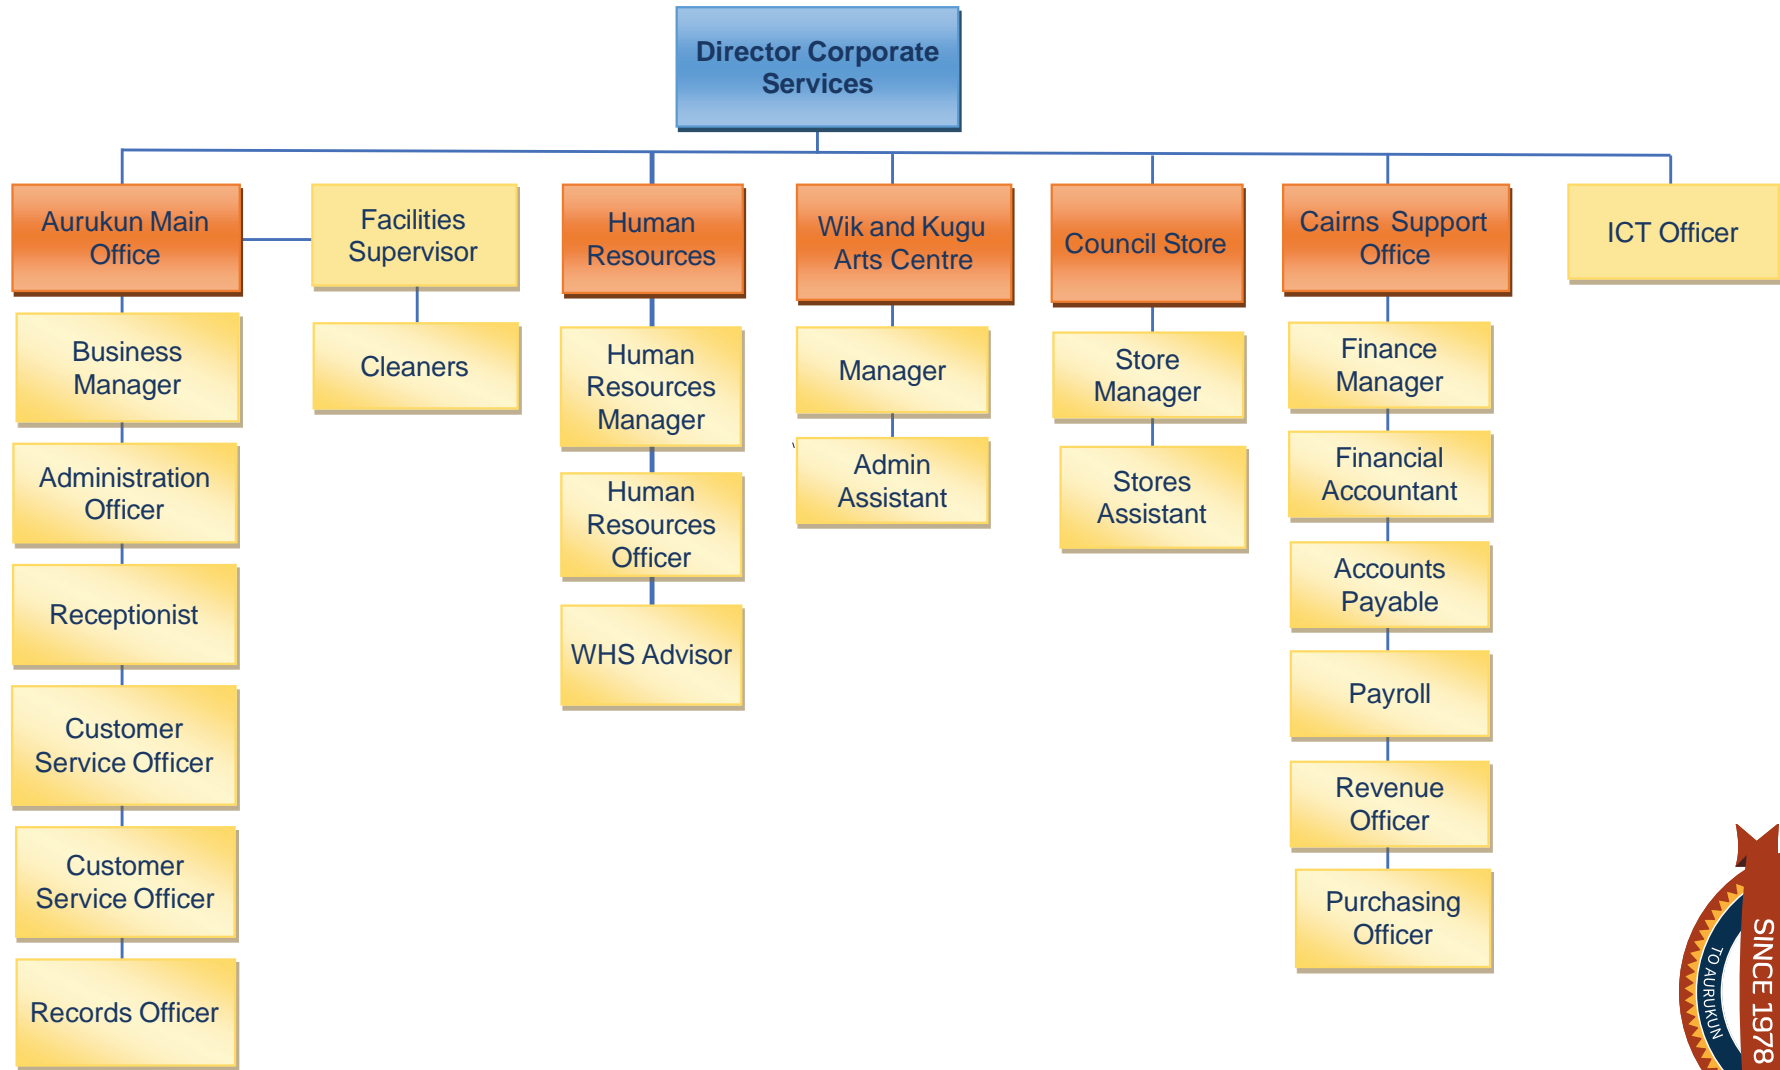 Director Corporate
Services
Aurukun Main
Office
Facilities
Supervisor
Human
Resources
Wik and Kugu
Arts Centre
Council Store
Cairns Support
Office
ICT Officer
Business
Manager
Cleaners
Human
Resources
Manager
Manager
Store
Manager
Finance
Manager
Administration
Officer
Human
Resources
Officer
\
Admin
Assistant
Stores
Assistant
Financial
Accountant
Receptionist
WHS Advisor
Accounts
Payable
Customer
Service Officer
Payroll
Customer
Service Officer
Revenue
Officer
Records Officer
Purchasing
Officer
TO AURUKUN
SINCE 1978